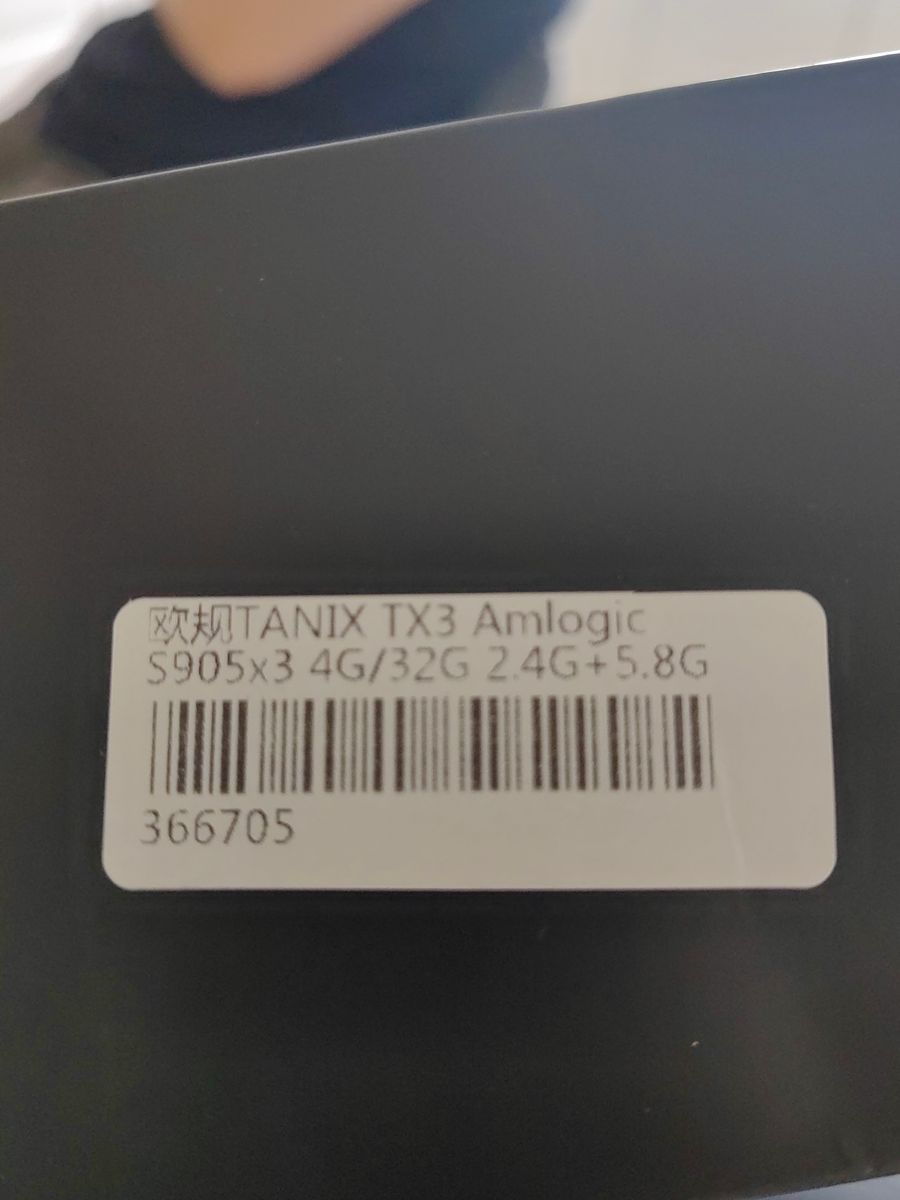 欧规TANIX TX3 Amlogic
S905x3 4G/32G 2.4G+5.8G
366705